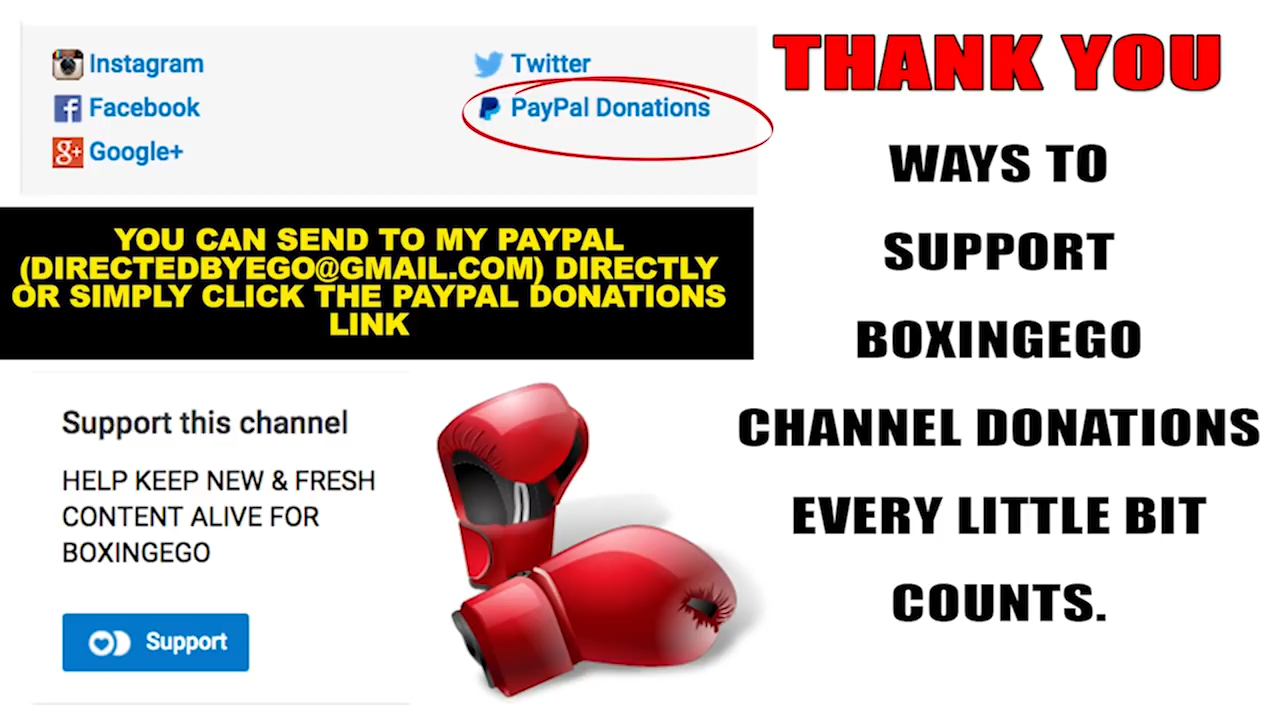 Instagram
Twitter
Facebook
PayPal Donations
Google+
YOU CAN SEND TO MY PAYPAL
(DIRECTEDBYEGO@GMAIL.COM) DIRECTLY
OR SIMPLY CLICK THE PAYPAL DONATIONS
LINK
Support this channel
HELP KEEP NEW & FRESH
CONTENT ALIVE FOR
BOXINGEGO
Support
THANK YOU
WAYS TO
SUPPORT
BOXINGEGO
CHANNEL DONATIONS
EVERY LITTLE BIT
COUNTS.